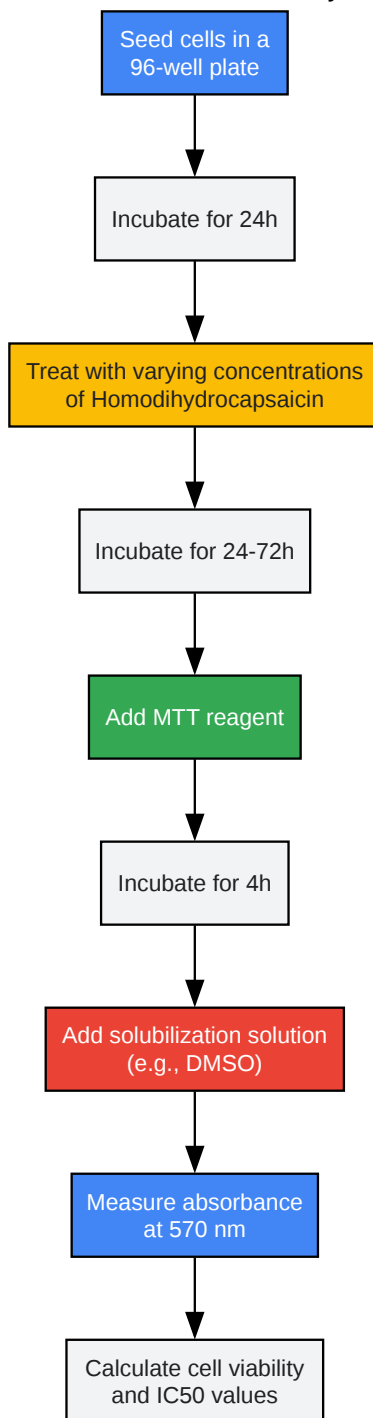 Seed cells in a
96-well plate
Incubate for 24h
Treat with varying concentrations
of Homodihydrocapsaicin
Incubate for 24-72h
Add MTT reagent
Incubate for 4h
Add solubilization solution
(e.g., DMSO)
Measure absorbance
at 570 nm
Calculate cell viability
and IC50 values